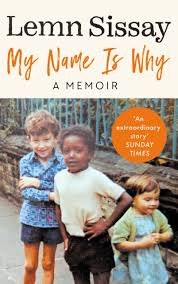 Lemn Sissay
My Name Is Why
A MEMOIR
'An
extraordinary
story'
SUNDAY
TIMES